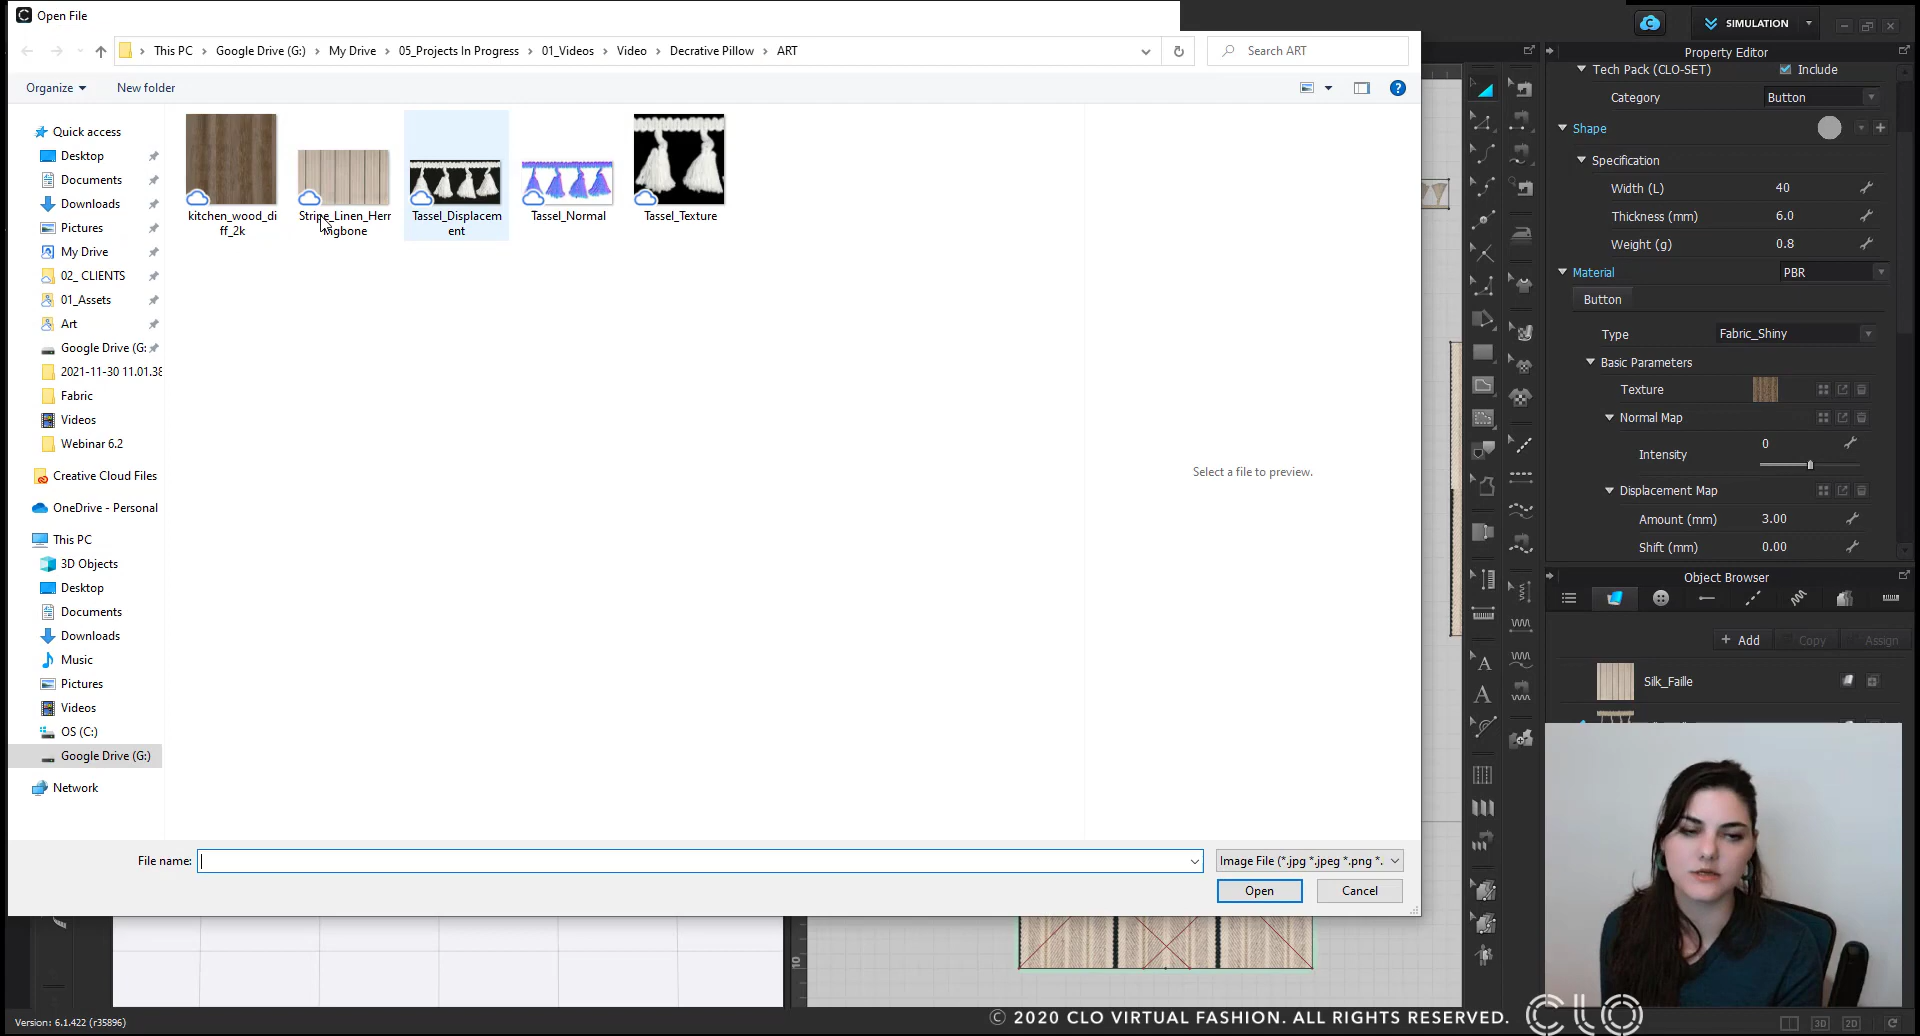 Open File
This PC > Google Drive (G:) > My Drive > 05_Projects In Progress > 01_Videos > Video > Decrative Pillow > ART
Search ART
Organize
New folder
Quick access
Desktop
Documents
Downloads
Pictures
My Drive
02_ CLIENTS
01_Assets
Art
Google Drive (G:
2021-11-30 11.01.38
Fabric
Videos
Webinar 6.2
Creative Cloud Files
OneDrive - Personal
This PC
3D Objects
Desktop
Documents
Downloads
Music
Pictures
Videos
OS (C:)
Google Drive (G:)
Network
kitchen_wood_di
ff_2k
Stripe_Linen_Herr
ingbone
Tassel_Displacem
ent
Tassel_Normal
Tassel_Texture
Select a file to preview.
File name:
Image File (*.jpg *.jpeg *.png *.
Open
Cancel
SIMULATION
Property Editor
Tech Pack (CLO-SET)
Include
Category
Button
Shape
Specification
Width (L)
40
Thickness (mm)
6.0
Weight (g)
0.8
Material
PBR
Button
Type
Fabric_Shiny
Basic Parameters
Texture
Normal Map
0
Intensity
Displacement Map
Amount (mm)
3.00
Shift (mm)
0.00
Object Browser
+ Add
Copy
Assign
Silk_Faille
10
Version: 6.1.422 (r35896)
© 2020 CLO VIRTUAL FASHION. ALL RIGHTS RESERVED.
CLO
3D
2D